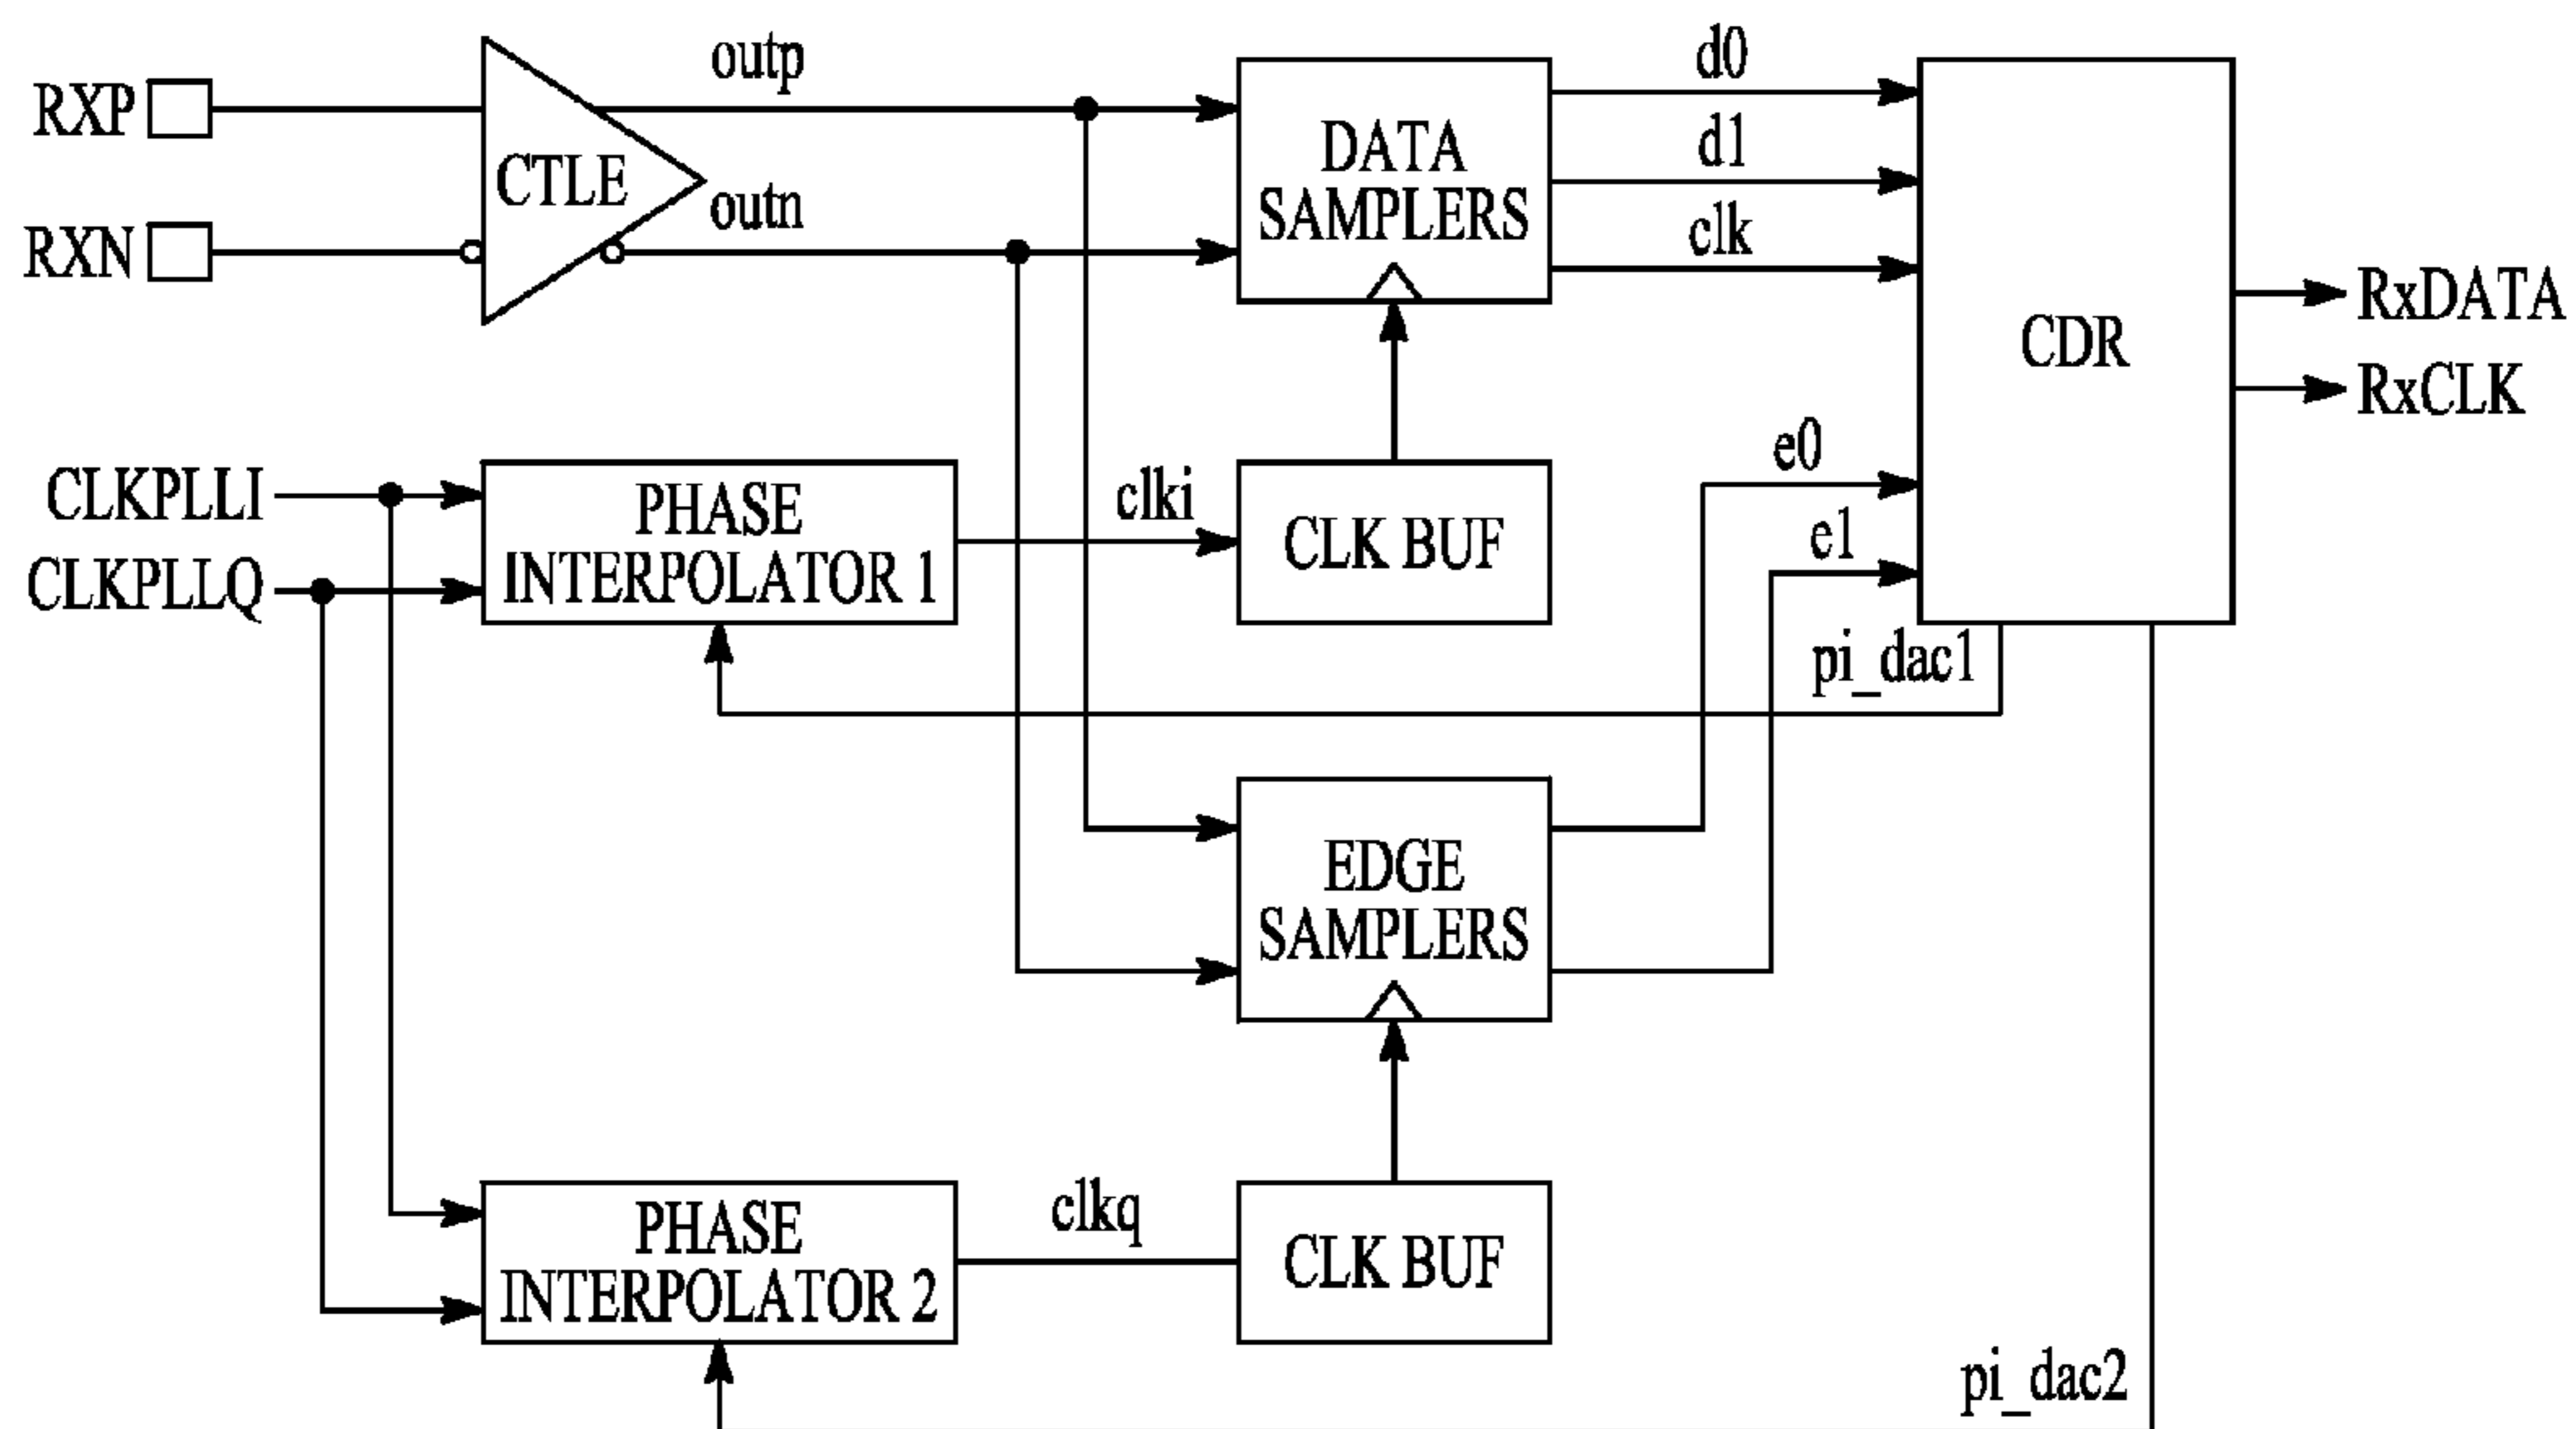 RXP
RXN
CTLE
outp
outn
DATA
SAMPLERS
d0
d1
clk
CDR
RxDATA
RxCLK
CLKPLLI
CLKPLLQ
PHASE
INTERPOLATOR 1
clki
CLK BUF
e0
e1
pi_dac1
EDGE
SAMPLERS
PHASE
INTERPOLATOR 2
clkq
CLK BUF
pi_dac2